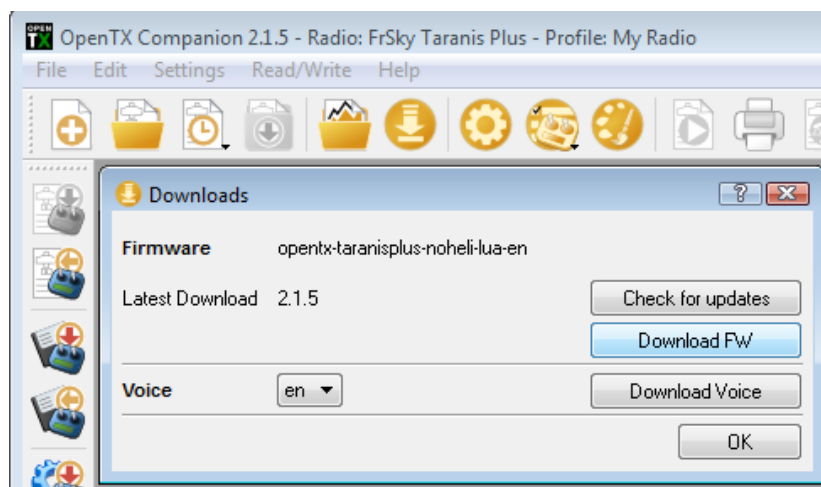 OPEN TX OpenTX Companion 2.1.5 - Radio: FrSky Taranis Plus - Profile: My Radio
File Edit Settings Read/Write Help
Downloads ?
Firmware opentx-taranisplus-noheli-lua-en
Latest Download 2.1.5 Check for updates
Download FW
Voice en Download Voice
OK